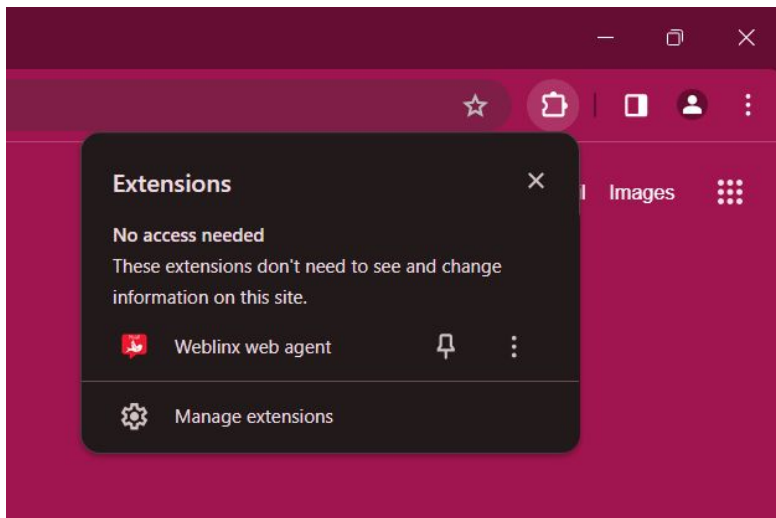 Images
Extensions
No access needed
These extensions don't need to see and change
information on this site.
Weblinx web agent
Manage extensions